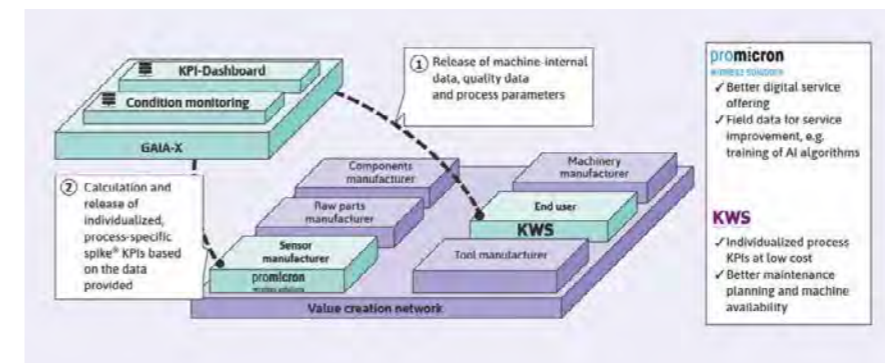 KPI-Dashboard
Condition monitoring
GAIA-X
① Release of machine-internal
data, quality data
and process parameters
② Calculation and
release of
individualized,
process-specific
spike® KPIs based
on the data
provided
Components
manufacturer
Machinery
manufacturer
Raw parts
manufacturer
End user
KWS
Sensor
manufacturer
promicron
Tool manufacturer
Value creation network
promicron
✓ Better digital service
offering
✓ Field data for service
improvement, e.g.
training of AI algorithms
KWS
✓ Individualized process
KPIs at low cost
✓ Better maintenance
planning and machine
availability